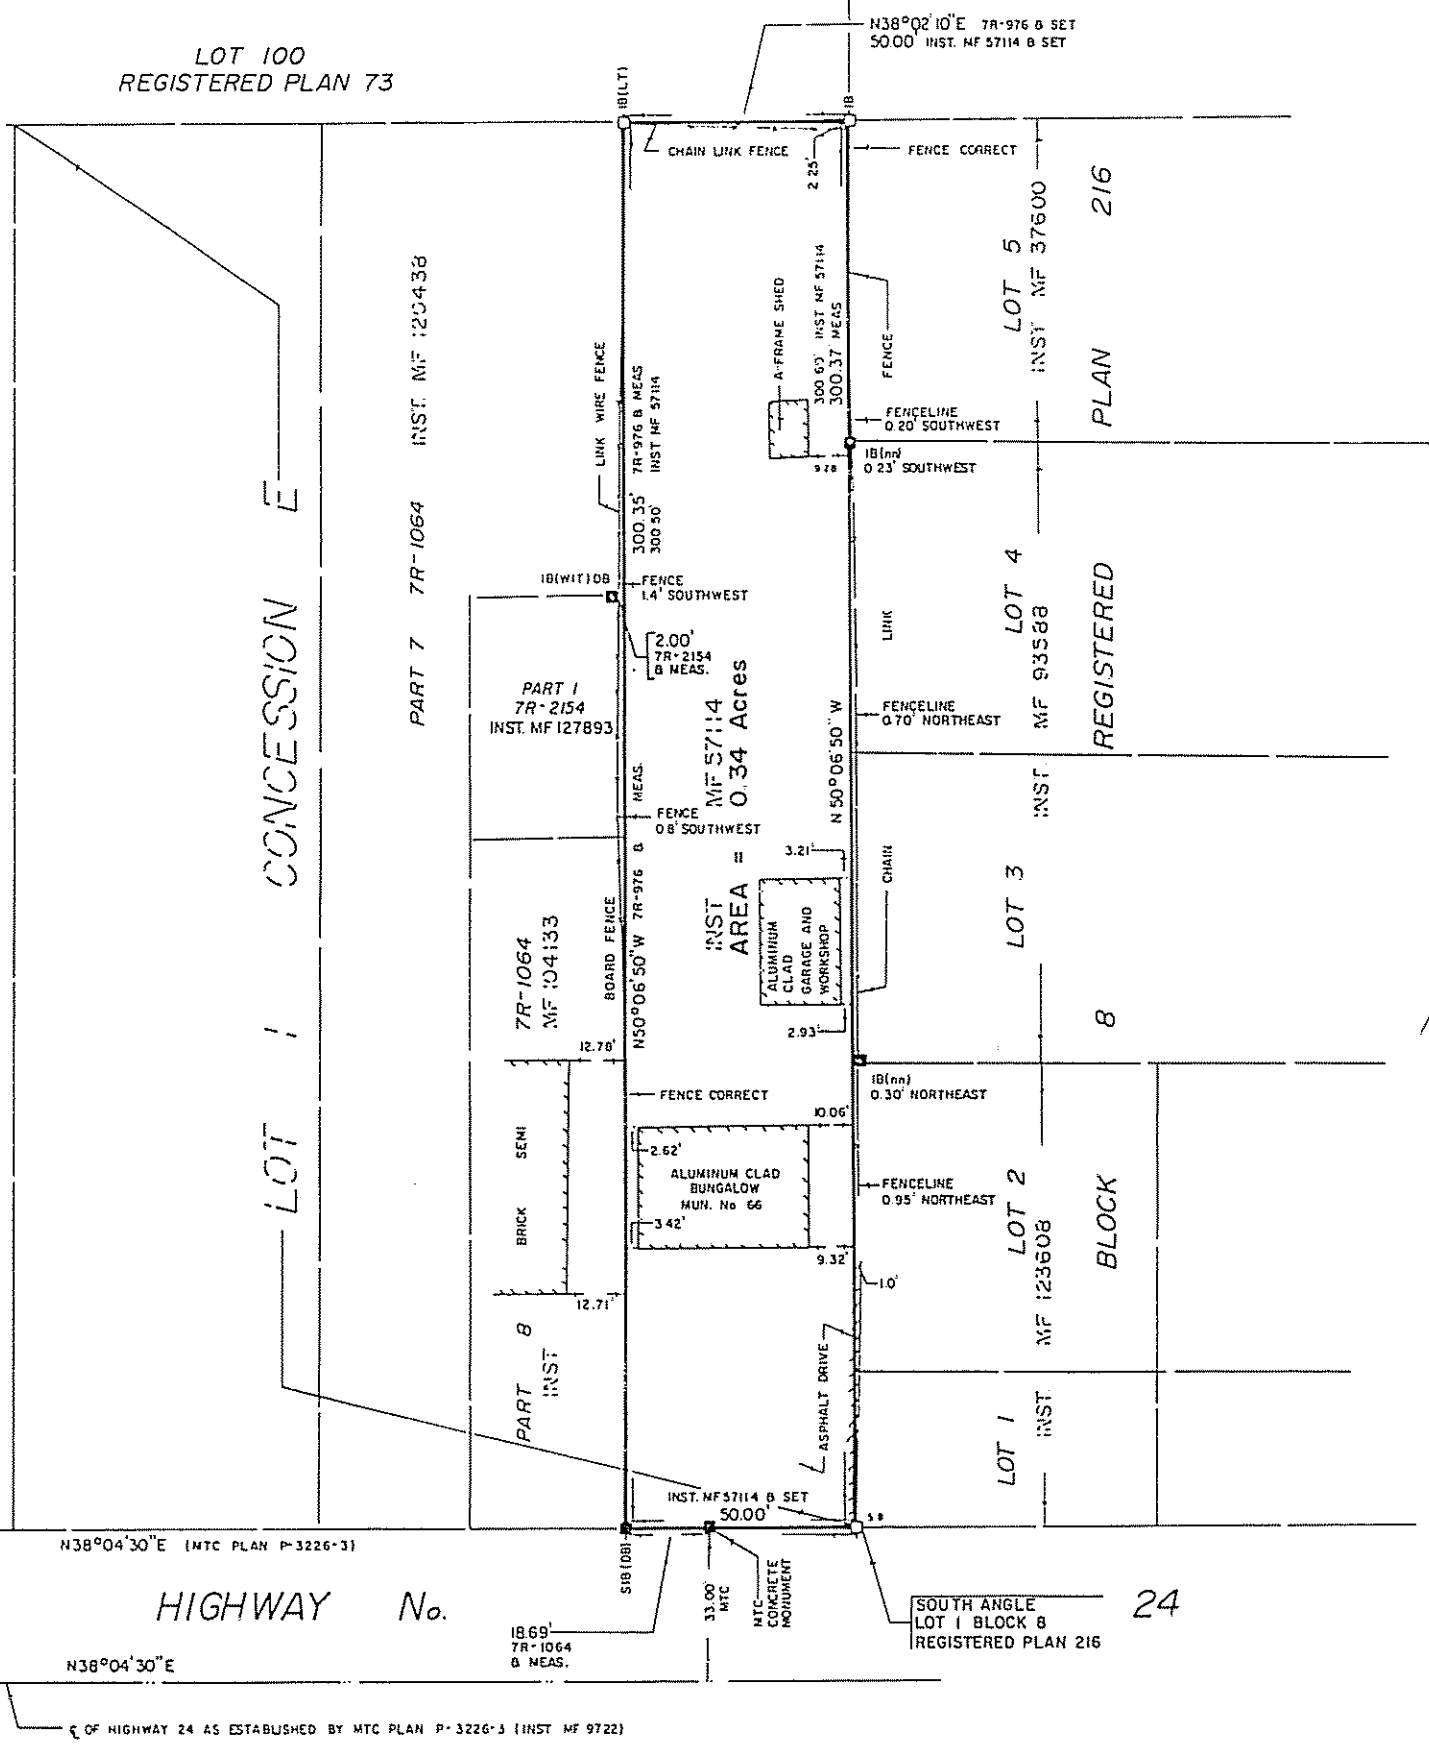 LOT 100
REGISTERED PLAN 73
N38°02'10"E 7R-976 & SET
50.00' INST. MF 57114 & SET
IB(LT)
IB
CHAIN LINK FENCE
2.25'
FENCE CORRECT
LOT 5
INST MF 37600
PLAN 216
PART 7 7R-1064 INST. MF 120438
LINK WIRE FENCE
300.35' 7R-976 & MEAS
300.50' INST MF 57114
A-FRAME SHED
300.60' INST MF 57114
300.37' MEAS
FENCE
FENCELINE
0.20' SOUTHWEST
IB(nn)
0.23' SOUTHWEST
9.28
IB(WIT)OB
FENCE
1.4' SOUTHWEST
2.00'
7R-2154
& MEAS.
PART 1
7R-2154
INST. MF 127893
LINK
LOT 4
INST. MF 93588
REGISTERED
FENCELINE
0.70' NORTHEAST
N 50°06'50" W
INST MF 57114
AREA = 0.34 Acres
FENCE
0.8' SOUTHWEST
N50°06'50"W 7R-976 & MEAS.
BOARD FENCE
3.21'
ALUMINUM
CLAD
GARAGE AND
WORKSHOP
2.93'
CHAIN
LOT 3
LOT 1 CONCESSION E
PART 8 7R-1064
INST MF 104133
12.78'
BRICK SEMI
12.71'
FENCE CORRECT
IB(nn)
0.30' NORTHEAST
10.06'
2.62'
ALUMINUM CLAD
BUNGALOW
MUN. No 66
3.42'
9.32'
FENCELINE
0.95' NORTHEAST
1.0'
ASPHALT DRIVE
LOT 2
INST. MF 123608
BLOCK 8
LOT 1
INST. MF 57114 & SET
50.00'
N38°04'30"E (MTC PLAN P-3226-3)
SIB(OB)
33.00'
MTC
MTC
CONCRETE
MONUMENT
HIGHWAY No. 24
18.69'
7R-1064
& MEAS.
SOUTH ANGLE
LOT 1 BLOCK 8
REGISTERED PLAN 216
N38°04'30"E
℄ OF HIGHWAY 24 AS ESTABLISHED BY MTC PLAN P-3226-3 (INST MF 9722)